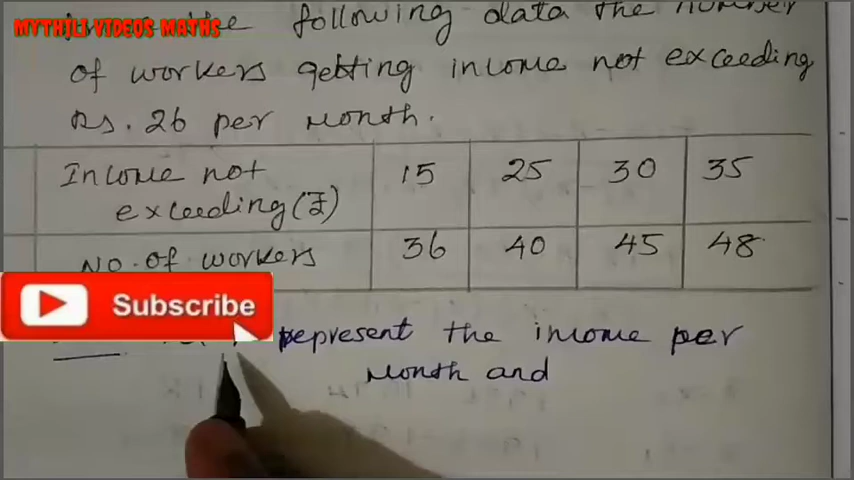 MYTHILI VIDEOS MATHS
following data the number
of workers getting income not exceeding
Rs. 26 per month.
Income not exceeding (₹) 15 25 30 35
No. of workers 36 40 45 48
Subscribe
represent the income per
month and